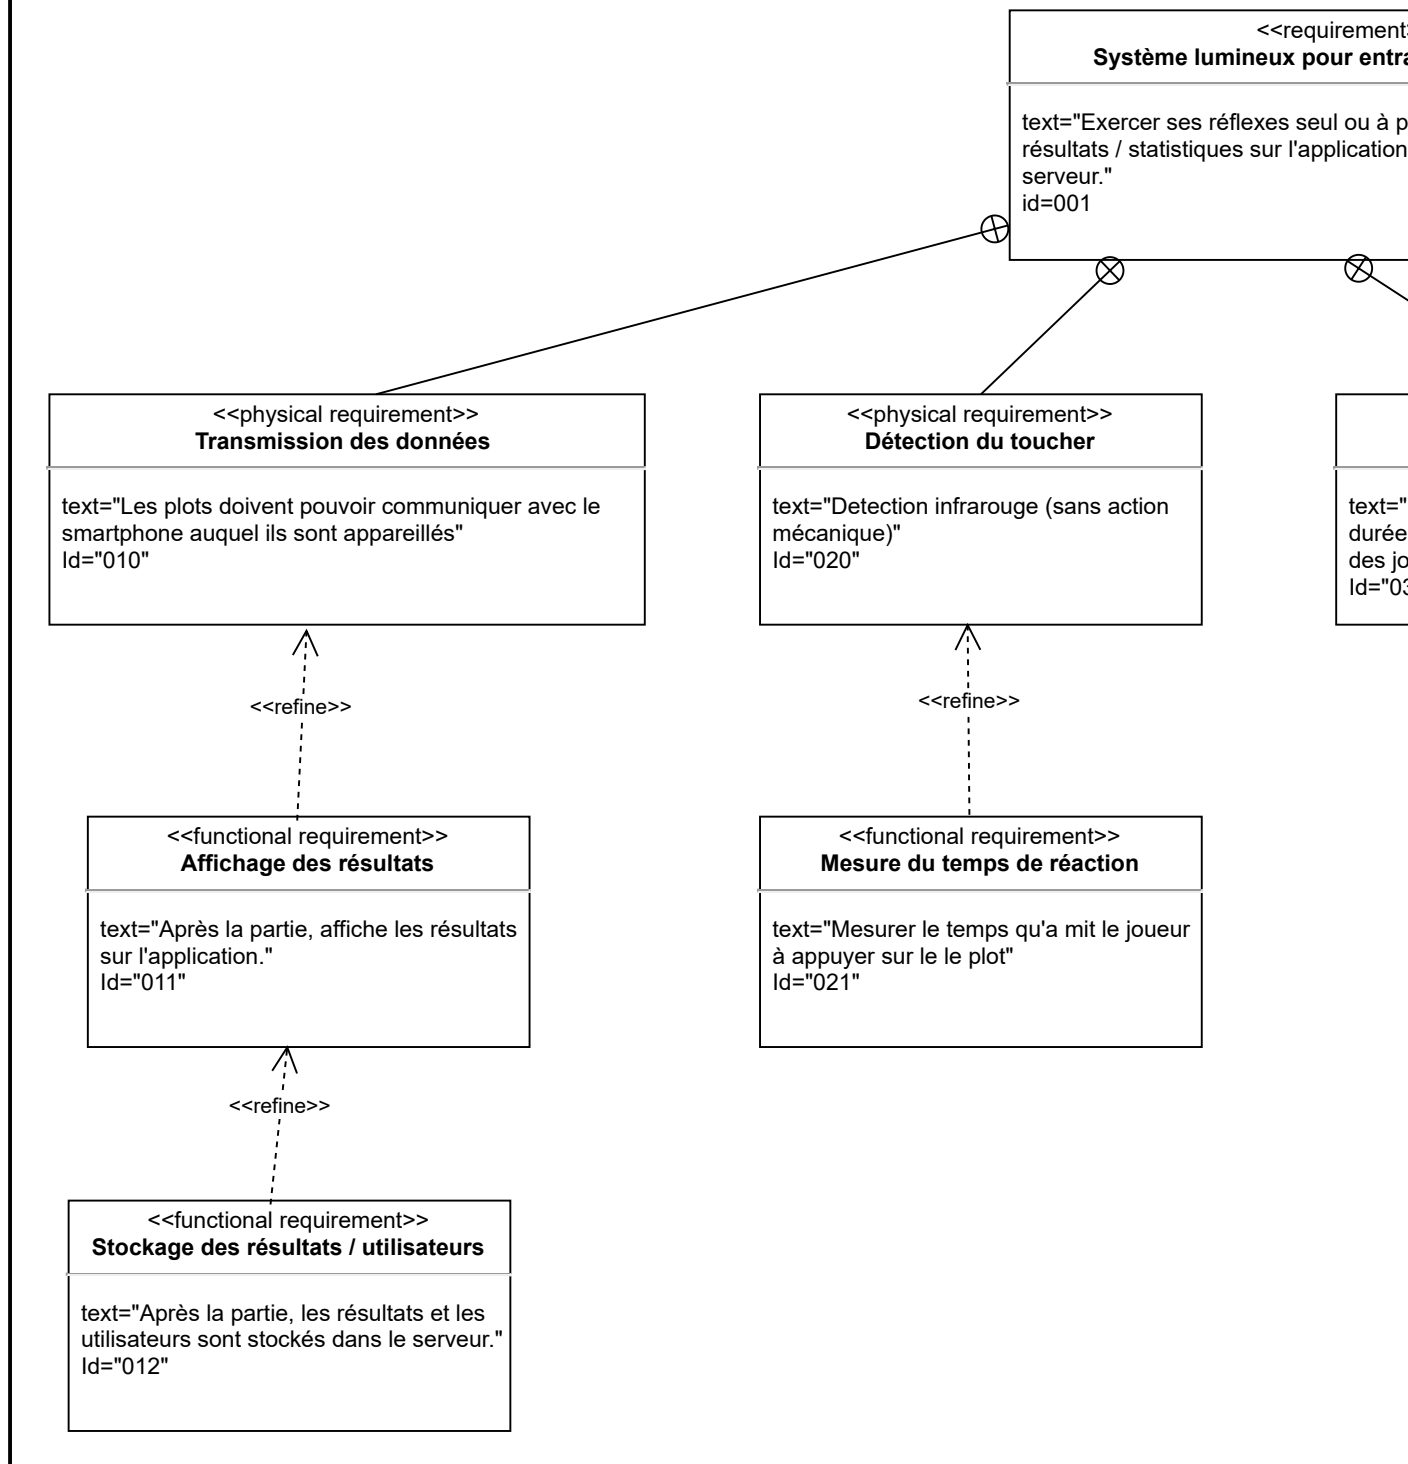 <<requirement>
Système lumineux pour entra
text="Exercer ses réflexes seul ou à p
résultats / statistiques sur l'application
serveur."
id=001
<<physical requirement>>
Transmission des données
text="Les plots doivent pouvoir communiquer avec le
smartphone auquel ils sont appareillés"
Id="010"
<<physical requirement>>
Détection du toucher
text="Detection infrarouge (sans action
mécanique)"
Id="020"
text="
durée
des jo
Id="03
<<refine>>
<<refine>>
<<functional requirement>>
Affichage des résultats
text="Après la partie, affiche les résultats
sur l'application."
Id="011"
<<functional requirement>>
Mesure du temps de réaction
text="Mesurer le temps qu'a mit le joueur
à appuyer sur le le plot"
Id="021"
<<refine>>
<<functional requirement>>
Stockage des résultats / utilisateurs
text="Après la partie, les résultats et les
utilisateurs sont stockés dans le serveur."
Id="012"